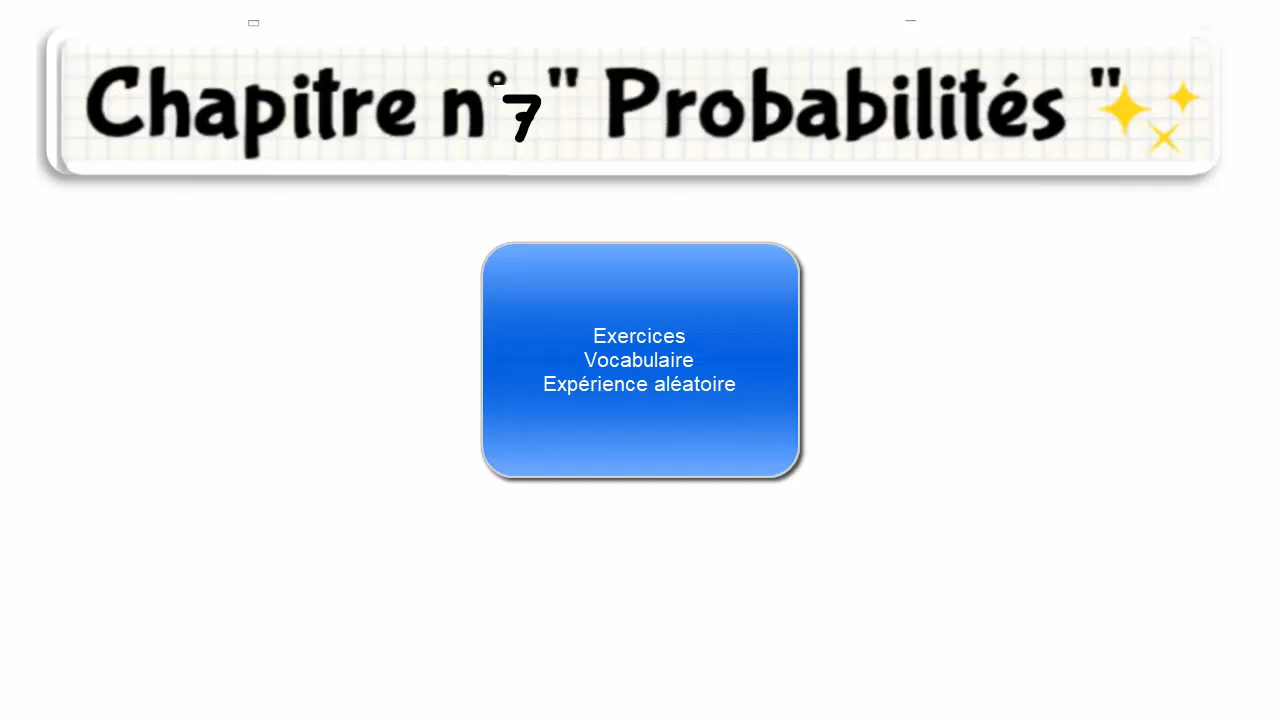 Chapitre n°7 " Probabilités "
Exercices
Vocabulaire
Expérience aléatoire